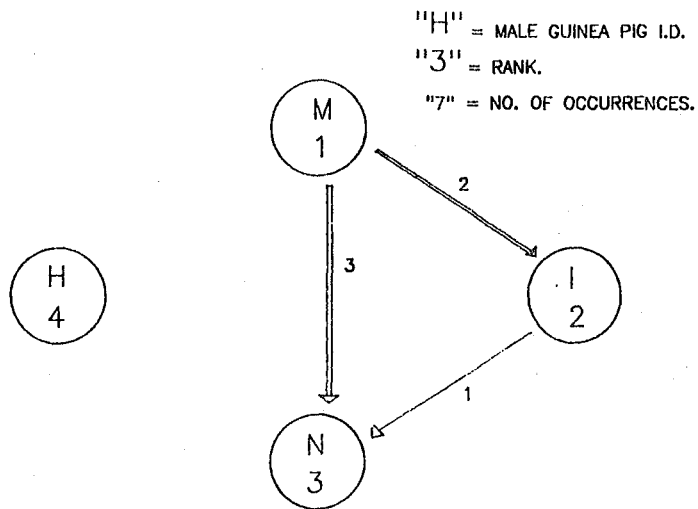 "H" = MALE GUINEA PIG I.D.
"3" = RANK.
"7" = NO. OF OCCURRENCES.
M
1
2
3
H
4
I
2
1
N
3